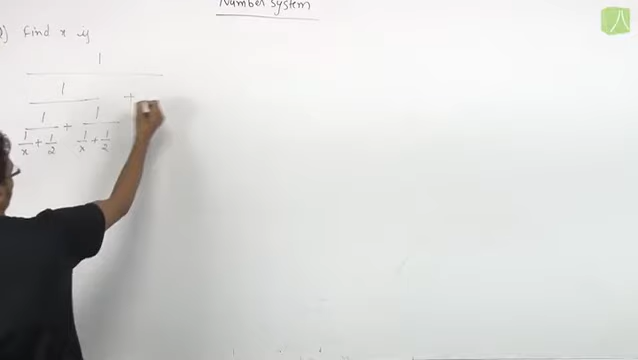 Number System
Q) Find x if
1
1 +
1 + 1
1/x + 1/2 1/x + 1/2